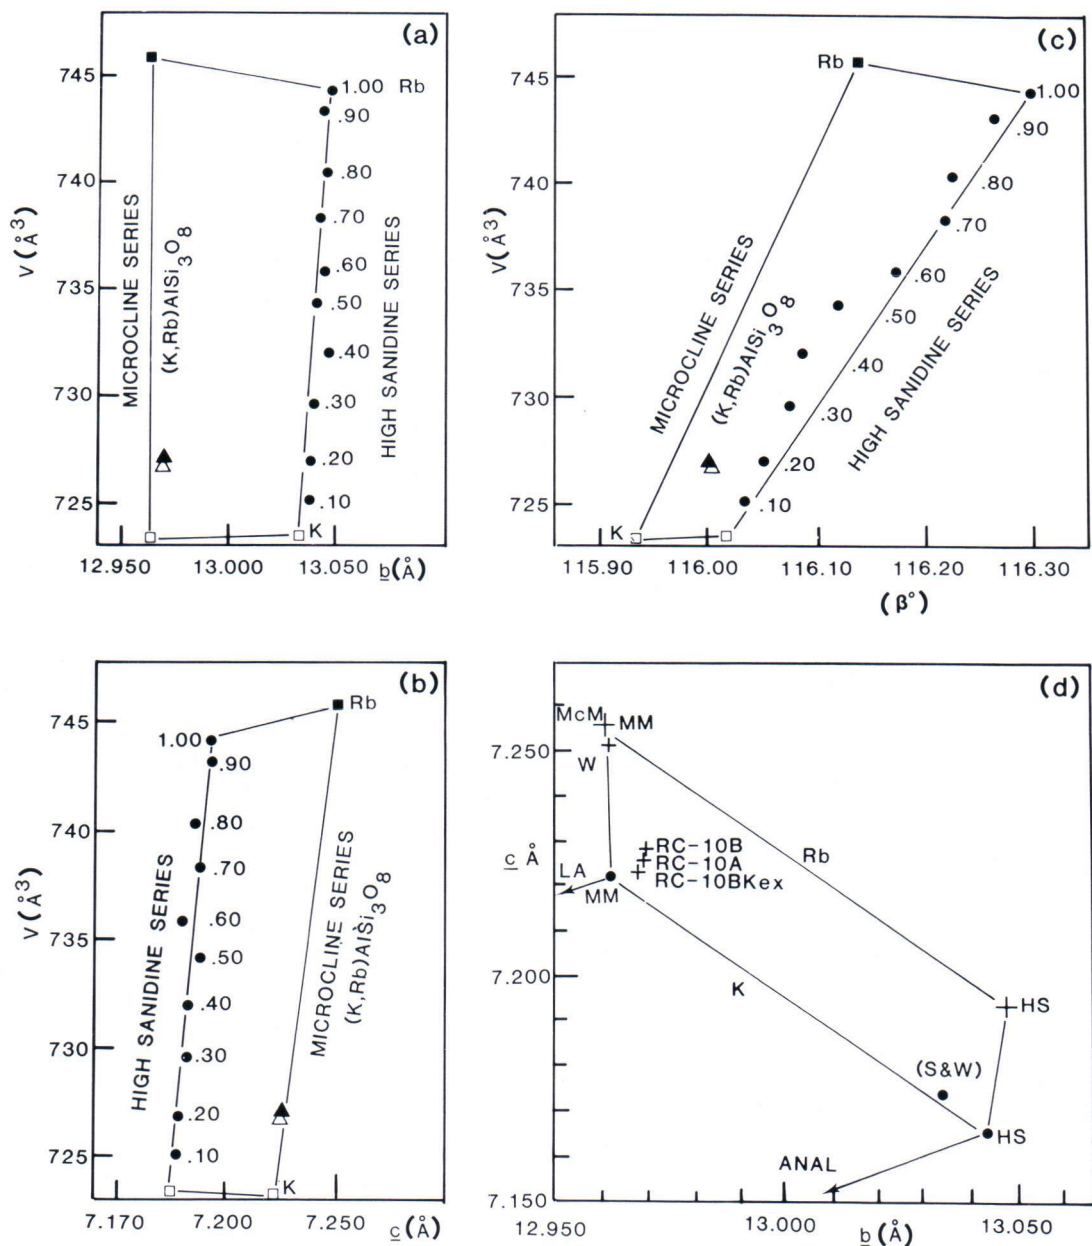 (a)
745
740
735
730
725
V(Å³)
MICROCLINE SERIES
(K,Rb)AlSi₃O₈
1.00 Rb
.90
.80
.70
.60
.50
.40
.30
.20
.10
K
HIGH SANIDINE SERIES
12.950
13.000
13.050
b(Å)
(c)
745
740
735
730
725
V(Å³)
Rb
1.00
.90
.80
.70
.60
.50
.40
.30
.20
.10
K
MICROCLINE SERIES
(K,Rb)AlSi₃O₈
HIGH SANIDINE SERIES
115.90
116.00
116.10
116.20
116.30
(β°)
(b)
745
740
735
730
725
V(Å³)
Rb
1.00
.90
.80
.70
.60
.50
.40
.30
.20
.10
K
HIGH SANIDINE SERIES
MICROCLINE SERIES
(K,Rb)AlSi₃O₈
7.170
7.200
7.250
c(Å)
(d)
McM
MM
7.250
W
RC-10B
RC-10A
RC-10BKex
Rb
c Å
LA
MM
7.200
K
HS
(S&W)
HS
ANAL
7.150
12.950
13.000
13.050
b(Å)